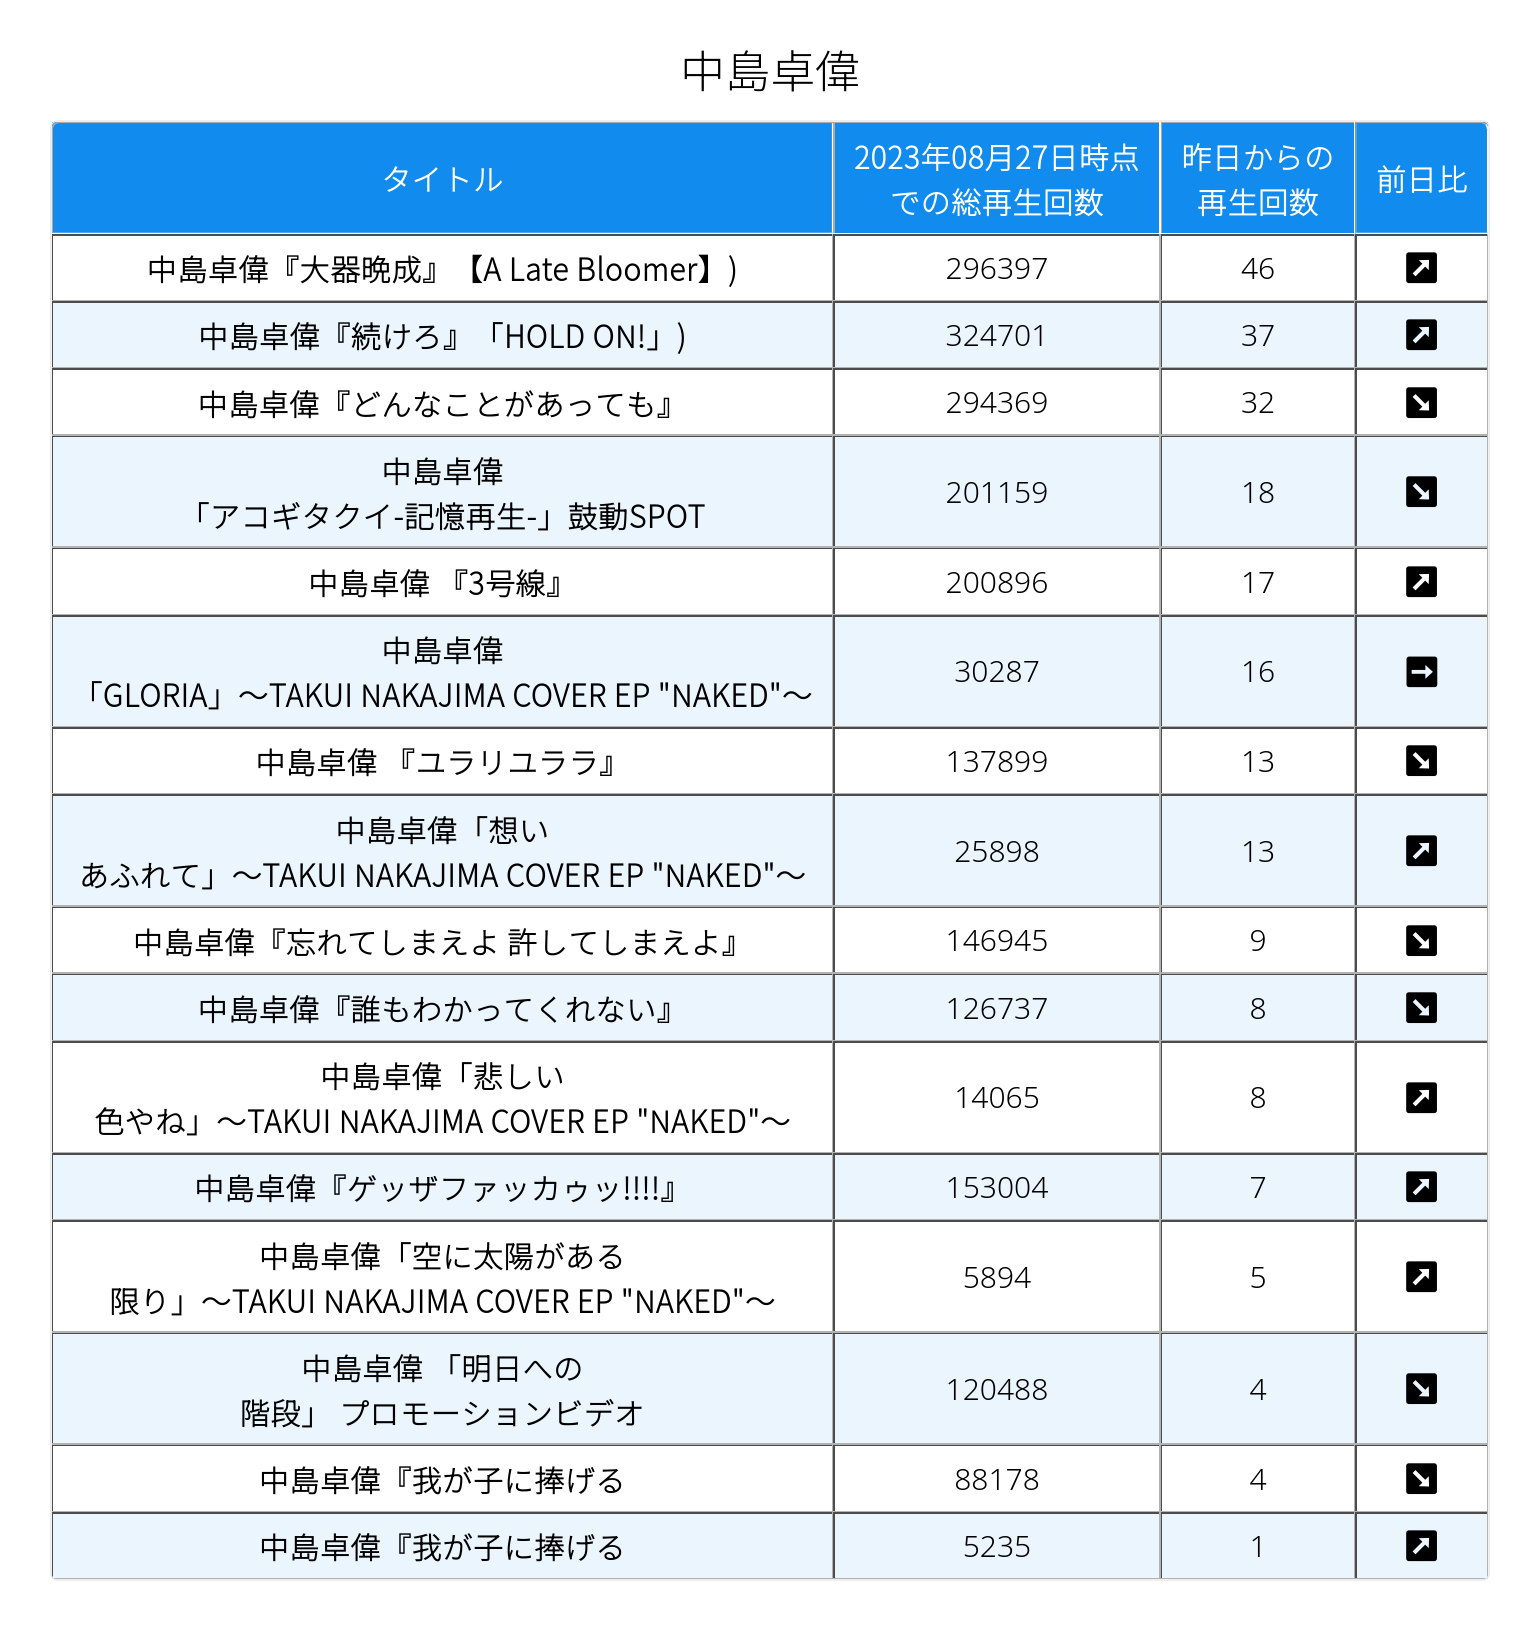 中島卓偉
タイトル
2023年08月27日時点
での総再生回数
昨日からの
再生回数
前日比
中島卓偉『大器晩成』【A Late Bloomer】)
296397
46
中島卓偉『続けろ』「HOLD ON!」)
324701
37
中島卓偉『どんなことがあっても』
294369
32
中島卓偉
「アコギタクイ-記憶再生-」鼓動SPOT
201159
18
中島卓偉 『3号線』
200896
17
中島卓偉
「GLORIA」〜TAKUI NAKAJIMA COVER EP "NAKED"〜
30287
16
中島卓偉 『ユラリユララ』
137899
13
中島卓偉「想い
あふれて」〜TAKUI NAKAJIMA COVER EP "NAKED"〜
25898
13
中島卓偉『忘れてしまえよ 許してしまえよ』
146945
9
中島卓偉『誰もわかってくれない』
126737
8
中島卓偉「悲しい
色やね」〜TAKUI NAKAJIMA COVER EP "NAKED"〜
14065
8
中島卓偉『ゲッザファッカゥッ!!!!』
153004
7
中島卓偉「空に太陽がある
限り」〜TAKUI NAKAJIMA COVER EP "NAKED"〜
5894
5
中島卓偉 「明日への
階段」 プロモーションビデオ
120488
4
中島卓偉『我が子に捧げる
88178
4
中島卓偉『我が子に捧げる
5235
1